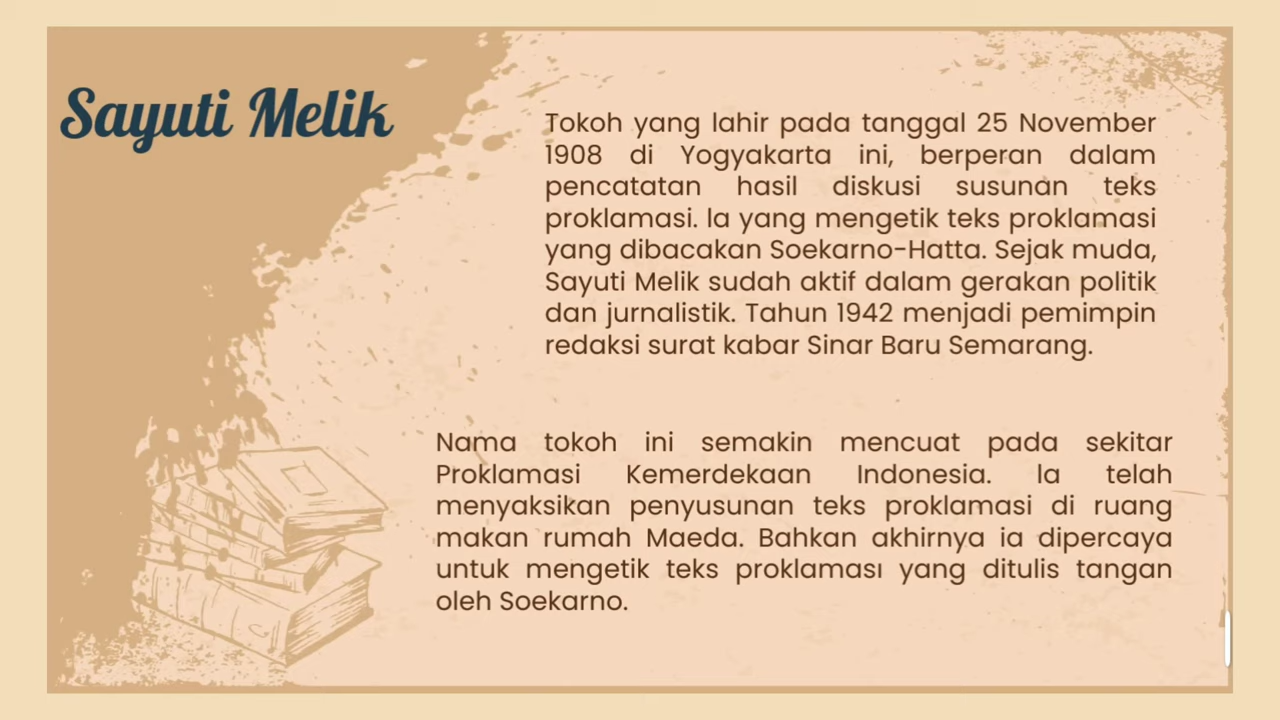 Sayuti Melik
Tokoh yang lahir pada tanggal 25 November
1908 di Yogyakarta ini, berperan dalam
pencatatan hasil diskusi susunan teks
proklamasi. la yang mengetik teks proklamasi
yang dibacakan Soekarno-Hatta. Sejak muda,
Sayuti Melik sudah aktif dalam gerakan politik
dan jurnalistik. Tahun 1942 menjadi pemimpin
redaksi surat kabar Sinar Baru Semarang.
Nama tokoh ini semakin mencuat pada sekitar
Proklamasi Kemerdekaan Indonesia. la telah
menyaksikan penyusunan teks proklamasi di ruang
makan rumah Maeda. Bahkan akhirnya ia dipercaya
untuk mengetik teks proklaması yang ditulis tangan
oleh Soekarno.